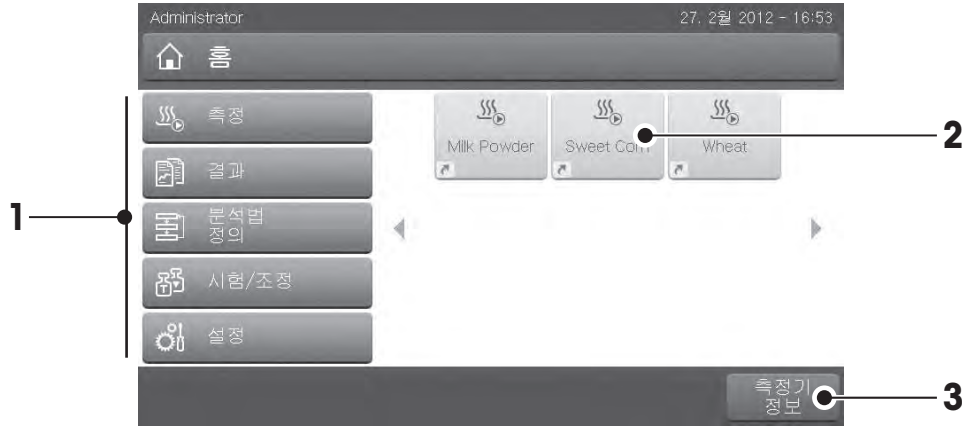 Administrator
27. 2월 2012 - 16:53
홈
측정
결과
분석법
정의
시험/조정
설정
Milk Powder
Sweet Corn
Wheat
측정기
정보
1
2
3